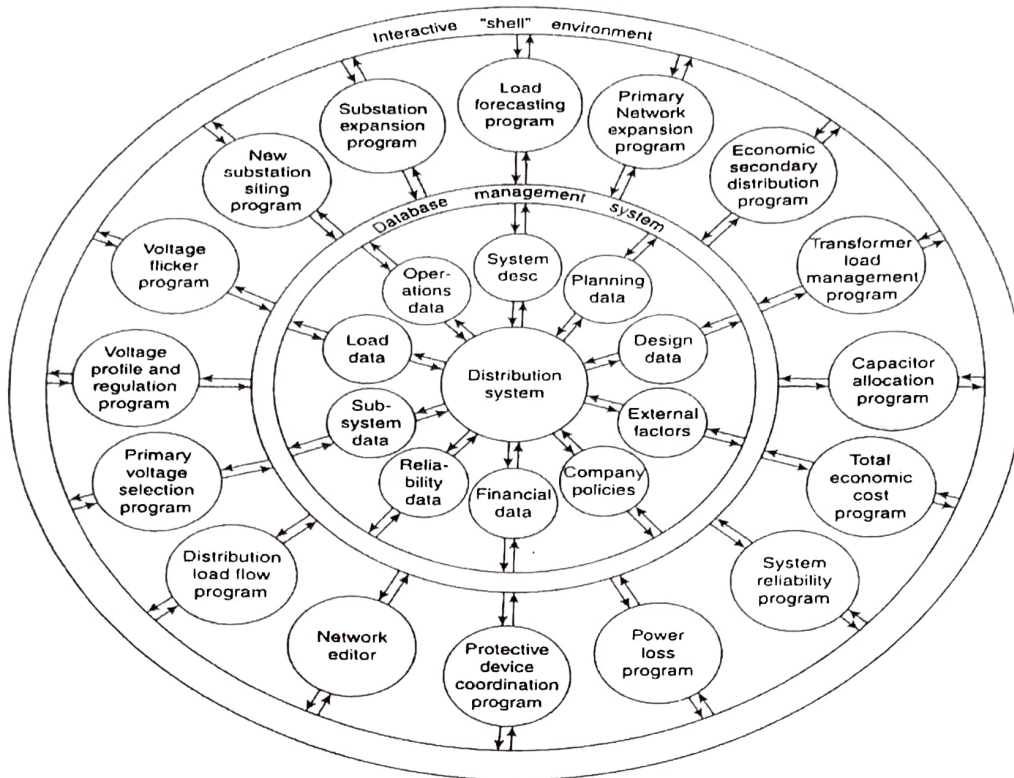 Interactive "shell" environment
Load
forecasting
program
Substation
expansion
program
Primary
Network
expansion
program
New
substation
siting
program
Economic
secondary
distribution
program
Database management system
Voltage
flicker
program
Transformer
load
management
program
Oper-
ations
data
System
desc
Planning
data
Load
data
Design
data
Voltage
profile and
regulation
program
Distribution
system
Capacitor
allocation
program
Sub-
system
data
External
factors
Primary
voltage
selection
program
Relia-
bility
data
Financial
data
Company
policies
Total
economic
cost
program
Distribution
load flow
program
System
reliability
program
Network
editor
Protective
device
coordination
program
Power
loss
program